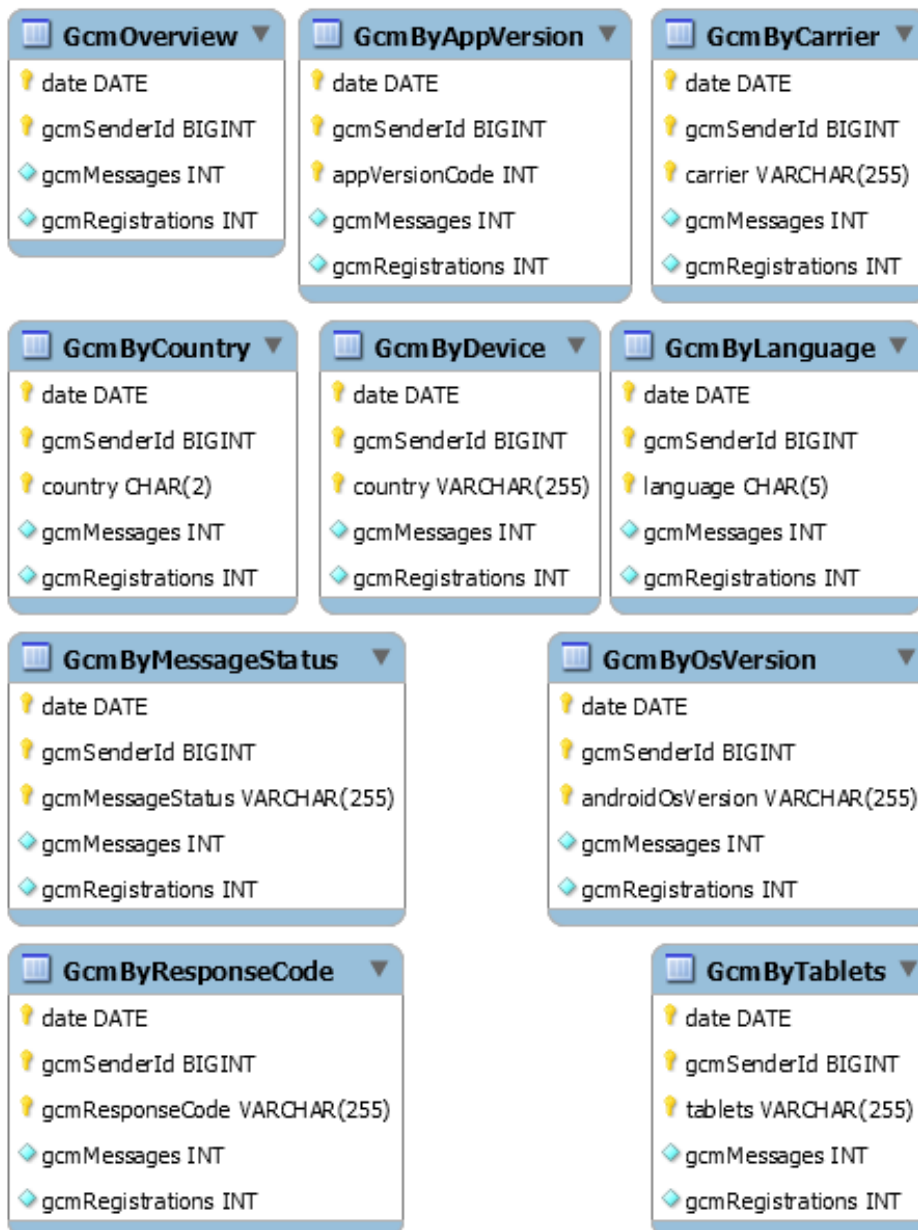 GcmOverview
date DATE
gcmSenderId BIGINT
gcmMessages INT
gcmRegistrations INT
GcmByAppVersion
date DATE
gcmSenderId BIGINT
appVersionCode INT
gcmMessages INT
gcmRegistrations INT
GcmByCarrier
date DATE
gcmSenderId BIGINT
carrier VARCHAR(255)
gcmMessages INT
gcmRegistrations INT
GcmByCountry
date DATE
gcmSenderId BIGINT
country CHAR(2)
gcmMessages INT
gcmRegistrations INT
GcmByDevice
date DATE
gcmSenderId BIGINT
country VARCHAR(255)
gcmMessages INT
gcmRegistrations INT
GcmByLanguage
date DATE
gcmSenderId BIGINT
language CHAR(5)
gcmMessages INT
gcmRegistrations INT
GcmByMessageStatus
date DATE
gcmSenderId BIGINT
gcmMessageStatus VARCHAR(255)
gcmMessages INT
gcmRegistrations INT
GcmByOsVersion
date DATE
gcmSenderId BIGINT
androidOsVersion VARCHAR(255)
gcmMessages INT
gcmRegistrations INT
GcmByResponseCode
date DATE
gcmSenderId BIGINT
gcmResponseCode VARCHAR(255)
gcmMessages INT
gcmRegistrations INT
GcmByTablets
date DATE
gcmSenderId BIGINT
tablets VARCHAR(255)
gcmMessages INT
gcmRegistrations INT